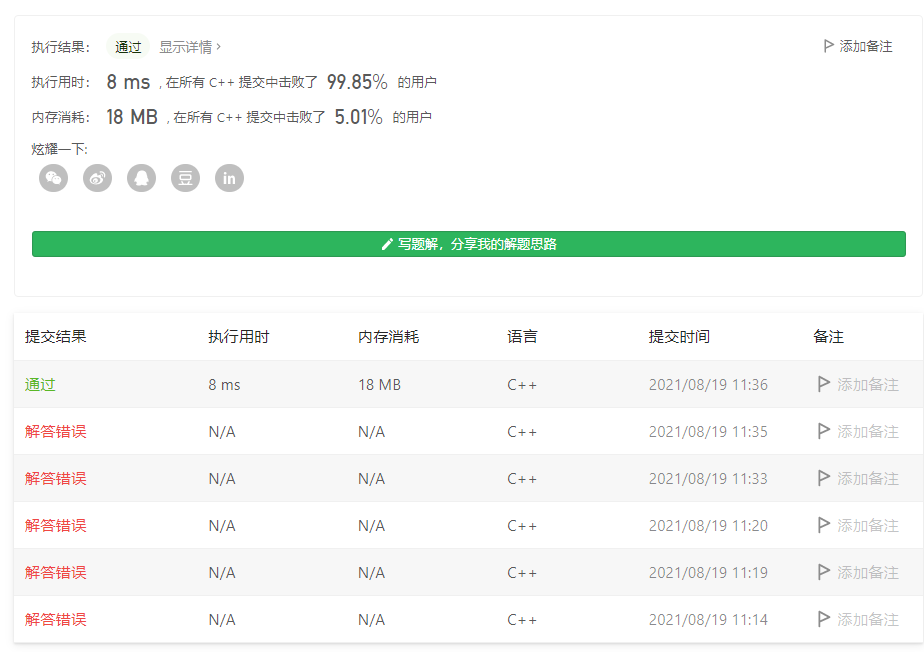 执行结果： 通过 显示详情 › 添加备注
执行用时： 8 ms , 在所有 C++ 提交中击败了 99.85% 的用户
内存消耗： 18 MB , 在所有 C++ 提交中击败了 5.01% 的用户
炫耀一下:
豆 in
写题解，分享我的解题思路
提交结果 执行用时 内存消耗 语言 提交时间 备注
通过 8 ms 18 MB C++ 2021/08/19 11:36 添加备注
解答错误 N/A N/A C++ 2021/08/19 11:35 添加备注
解答错误 N/A N/A C++ 2021/08/19 11:33 添加备注
解答错误 N/A N/A C++ 2021/08/19 11:20 添加备注
解答错误 N/A N/A C++ 2021/08/19 11:19 添加备注
解答错误 N/A N/A C++ 2021/08/19 11:14 添加备注